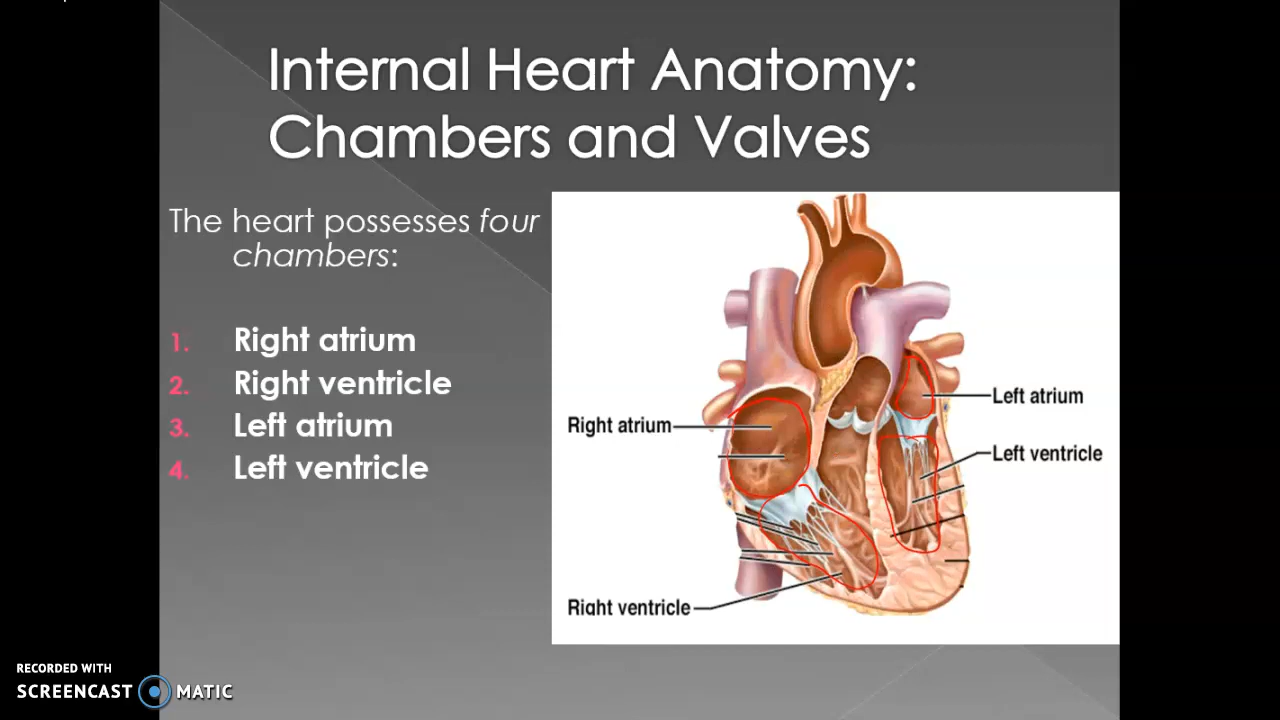 Internal Heart Anatomy:
Chambers and Valves
The heart possesses four
chambers:
1. Right atrium
2. Right ventricle
3. Left atrium
4. Left ventricle
Right atrium
Left atrium
Left ventricle
Right ventricle
RECORDED WITH
SCREENCAST MATIC